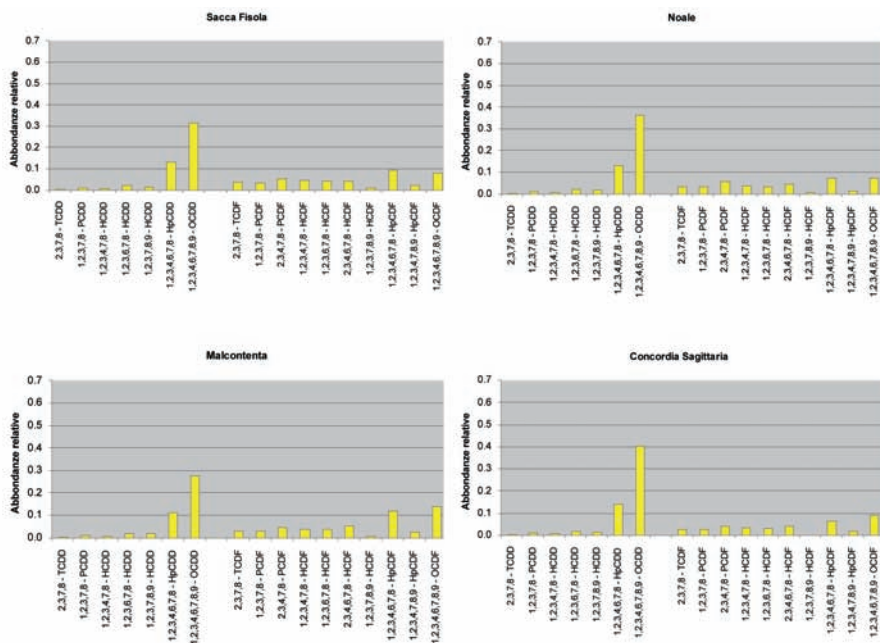 Sacca Fisola
Abbondanze relative
0.7
0.6
0.5
0.4
0.3
0.2
0.1
0.0
2,3,7,8 - TCDD
1,2,3,7,8 - PCDD
1,2,3,4,7,8 - HCDD
1,2,3,6,7,8 - HCDD
1,2,3,7,8,9 - HCDD
1,2,3,4,6,7,8 - HpCDD
1,2,3,4,6,7,8,9 - OCDD
2,3,7,8 - TCDF
1,2,3,7,8 - PCDF
2,3,4,7,8 - PCDF
1,2,3,4,7,8 - HCDF
1,2,3,6,7,8 - HCDF
2,3,4,6,7,8 - HCDF
1,2,3,7,8,9 - HCDF
1,2,3,4,6,7,8 - HpCDF
1,2,3,4,7,8,9 - HpCDF
1,2,3,4,6,7,8,9 - OCDF
Noale
Abbondanze relative
0.7
0.6
0.5
0.4
0.3
0.2
0.1
0.0
2,3,7,8 - TCDD
1,2,3,7,8 - PCDD
1,2,3,4,7,8 - HCDD
1,2,3,6,7,8 - HCDD
1,2,3,7,8,9 - HCDD
1,2,3,4,6,7,8 - HpCDD
1,2,3,4,6,7,8,9 - OCDD
2,3,7,8 - TCDF
1,2,3,7,8 - PCDF
2,3,4,7,8 - PCDF
1,2,3,4,7,8 - HCDF
1,2,3,6,7,8 - HCDF
2,3,4,6,7,8 - HCDF
1,2,3,7,8,9 - HCDF
1,2,3,4,6,7,8 - HpCDF
1,2,3,4,7,8,9 - HpCDF
1,2,3,4,6,7,8,9 - OCDF
Malcontenta
Abbondanze relative
0.7
0.6
0.5
0.4
0.3
0.2
0.1
0.0
2,3,7,8 - TCDD
1,2,3,7,8 - PCDD
1,2,3,4,7,8 - HCDD
1,2,3,6,7,8 - HCDD
1,2,3,7,8,9 - HCDD
1,2,3,4,6,7,8 - HpCDD
1,2,3,4,6,7,8,9 - OCDD
2,3,7,8 - TCDF
1,2,3,7,8 - PCDF
2,3,4,7,8 - PCDF
1,2,3,4,7,8 - HCDF
1,2,3,6,7,8 - HCDF
2,3,4,6,7,8 - HCDF
1,2,3,7,8,9 - HCDF
1,2,3,4,6,7,8 - HpCDF
1,2,3,4,7,8,9 - HpCDF
1,2,3,4,6,7,8,9 - OCDF
Concordia Sagittaria
Abbondanze relative
0.7
0.6
0.5
0.4
0.3
0.2
0.1
0.0
2,3,7,8 - TCDD
1,2,3,7,8 - PCDD
1,2,3,4,7,8 - HCDD
1,2,3,6,7,8 - HCDD
1,2,3,7,8,9 - HCDD
1,2,3,4,6,7,8 - HpCDD
1,2,3,4,6,7,8,9 - OCDD
2,3,7,8 - TCDF
1,2,3,7,8 - PCDF
2,3,4,7,8 - PCDF
1,2,3,4,7,8 - HCDF
1,2,3,6,7,8 - HCDF
2,3,4,6,7,8 - HCDF
1,2,3,7,8,9 - HCDF
1,2,3,4,6,7,8 - HpCDF
1,2,3,4,7,8,9 - HpCDF
1,2,3,4,6,7,8,9 - OCDF